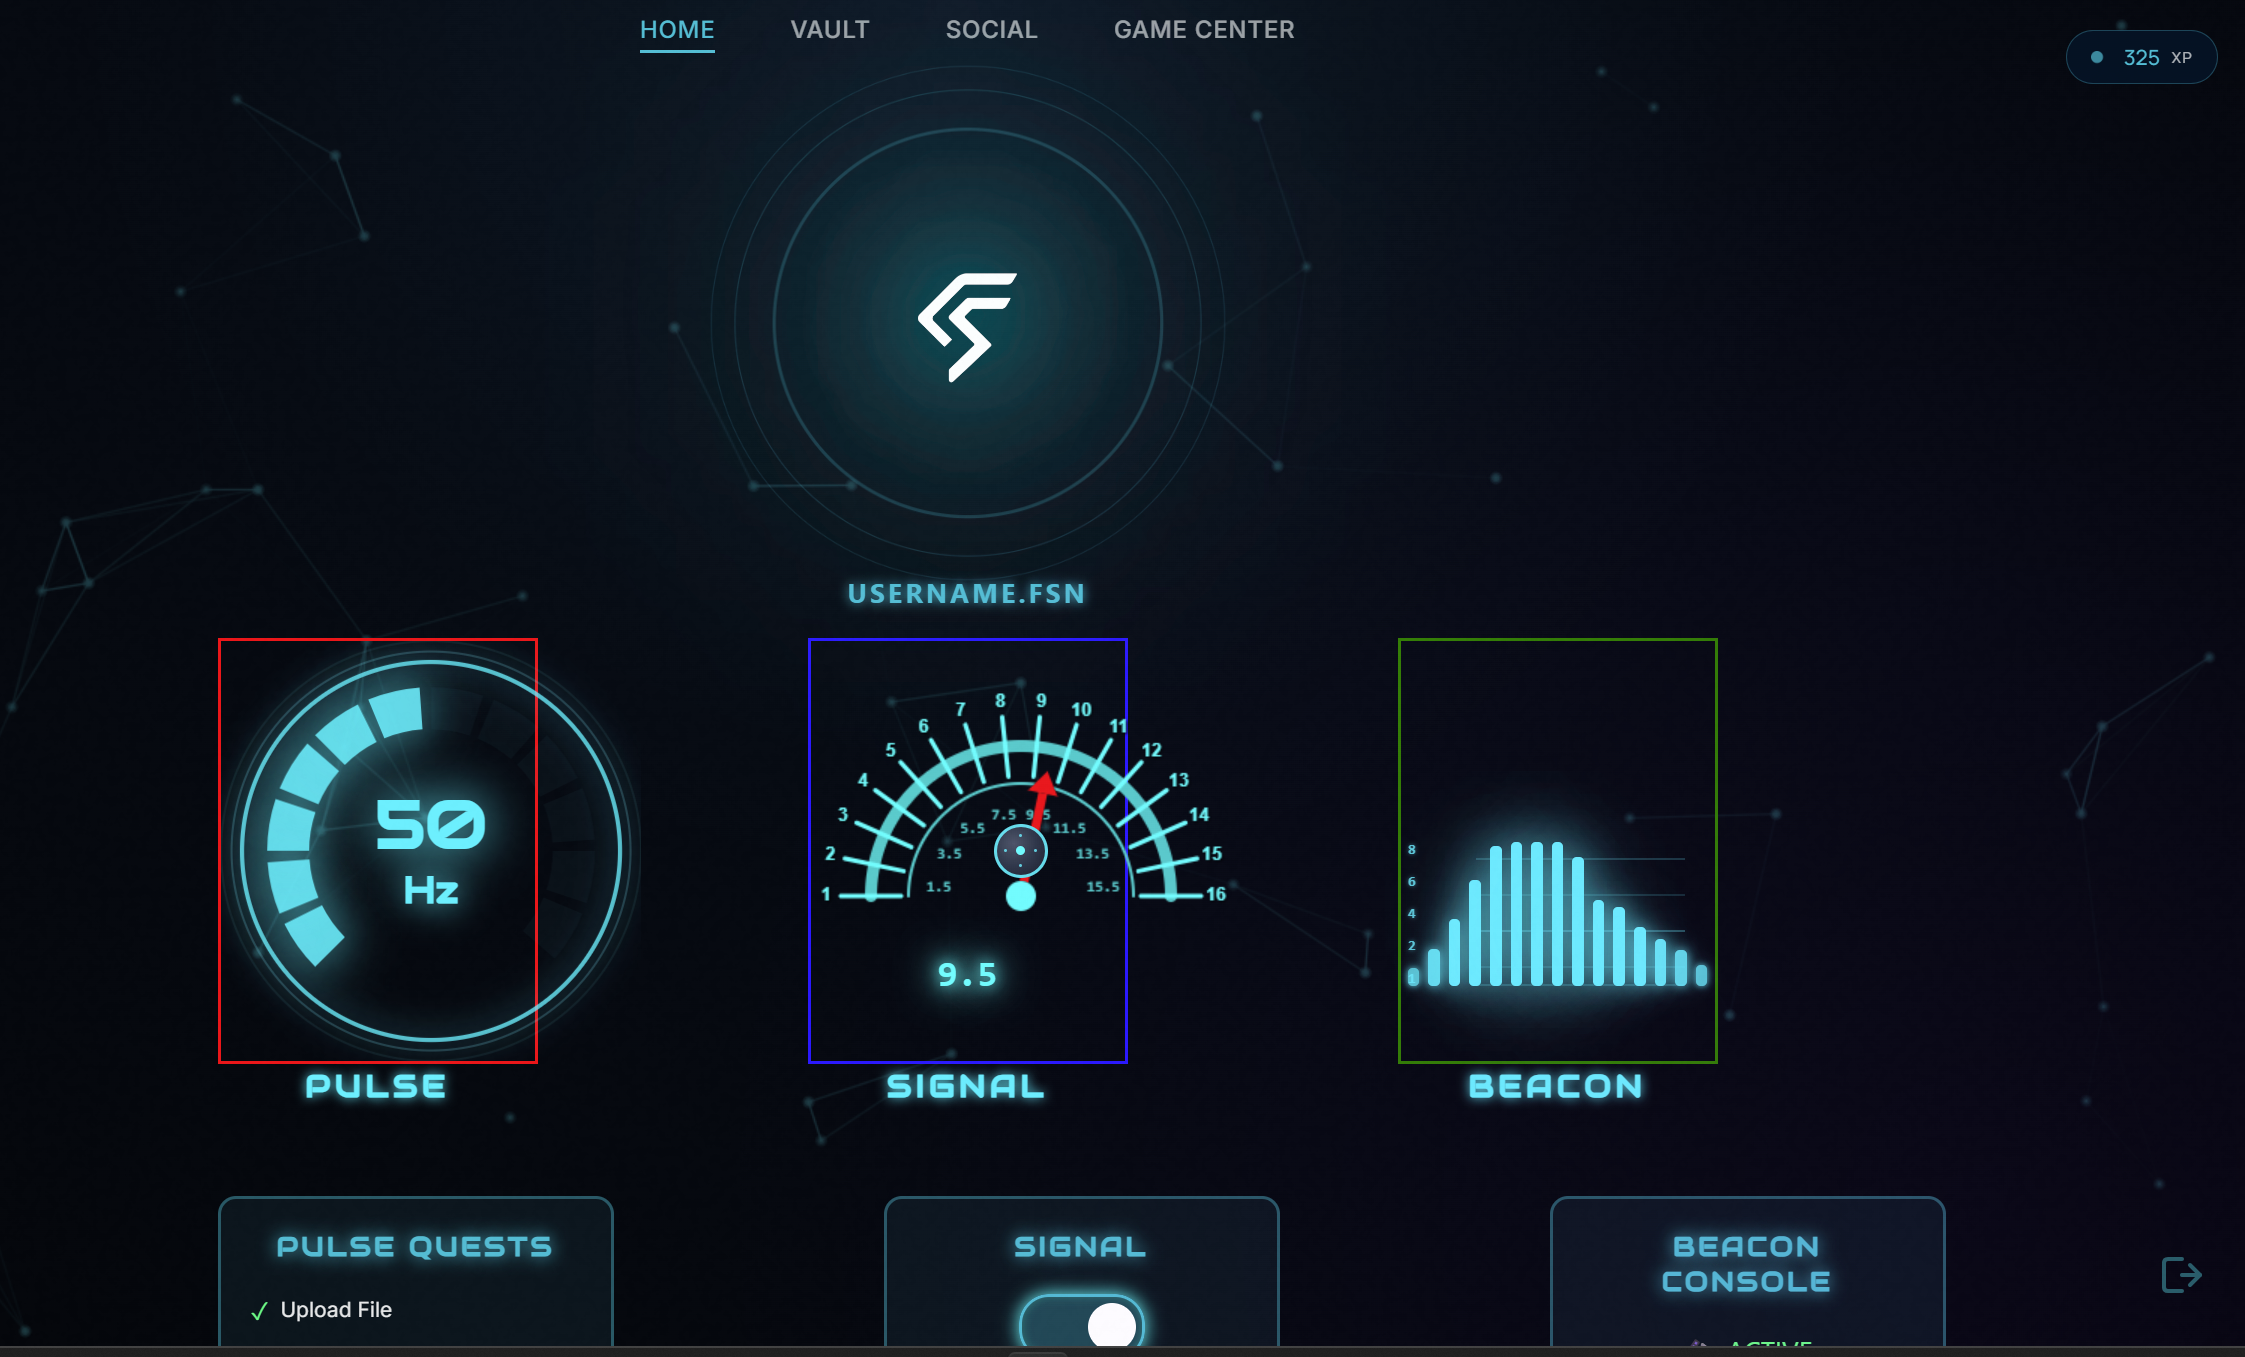 HOME VAULT SOCIAL GAME CENTER
325 XP
USERNAME.FSN
50
Hz
PULSE
1 2 3 4 5 6 7 8 9 10 11 12 13 14 15 16
1.5 3.5 5.5 7.5 9.5 11.5 13.5 15.5
9.5
SIGNAL
8
6
4
2
BEACON
PULSE QUESTS
✓ Upload File
SIGNAL
BEACON
CONSOLE
ACTIVE